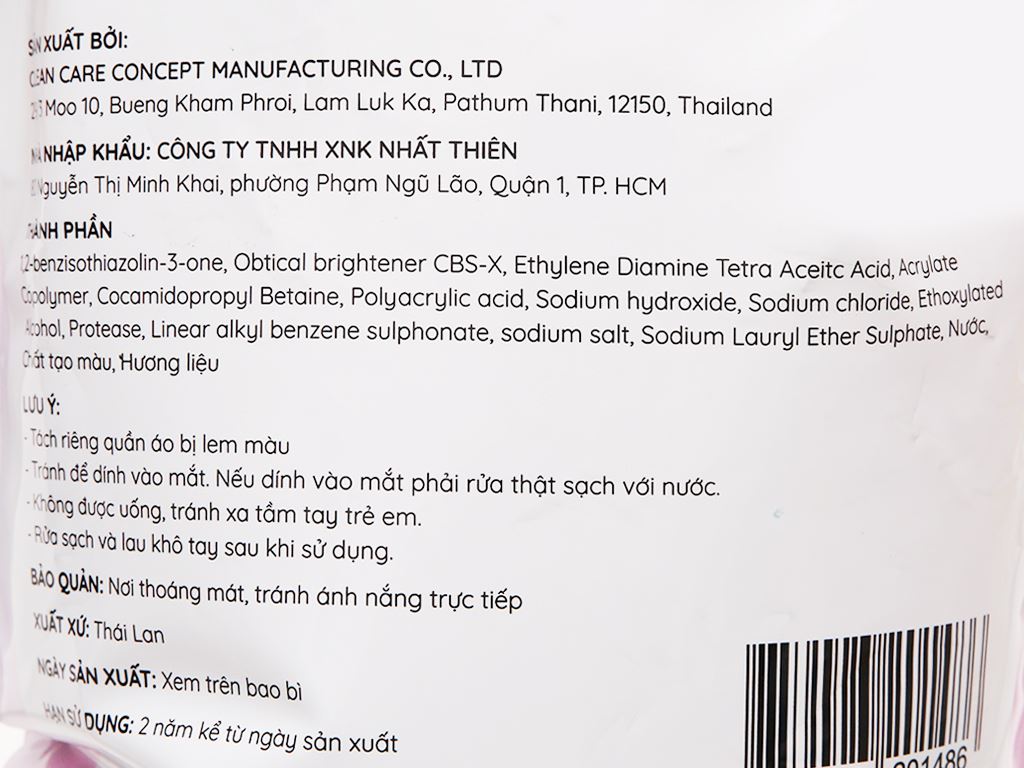 SẢN XUẤT BỞI:
CLEAN CARE CONCEPT MANUFACTURING CO., LTD
Moo 10, Bueng Kham Phroi, Lam Luk Ka, Pathum Thani, 12150, Thailand
NHÀ NHẬP KHẨU: CÔNG TY TNHH XNK NHẤT THIÊN
Nguyễn Thị Minh Khai, phường Phạm Ngũ Lão, Quận 1, TP. HCM
THÀNH PHẦN
1,2-benzisothiazolin-3-one, Obtical brightener CBS-X, Ethylene Diamine Tetra Aceitc Acid, Acrylate
Copolymer, Cocamidopropyl Betaine, Polyacrylic acid, Sodium hydroxide, Sodium chloride, Ethoxylated
Alcohol, Protease, Linear alkyl benzene sulphonate, sodium salt, Sodium Lauryl Ether Sulphate, Nước,
Chất tạo màu, Hương liệu
LƯU Ý:
- Tách riêng quần áo bị lem màu
- Tránh để dính vào mắt. Nếu dính vào mắt phải rửa thật sạch với nước.
- Không được uống, tránh xa tầm tay trẻ em.
- Rửa sạch và lau khô tay sau khi sử dụng.
BẢO QUẢN: Nơi thoáng mát, tránh ánh nắng trực tiếp
XUẤT XỨ: Thái Lan
NGÀY SẢN XUẤT: Xem trên bao bì
HẠN SỬ DỤNG: 2 năm kể từ ngày sản xuất